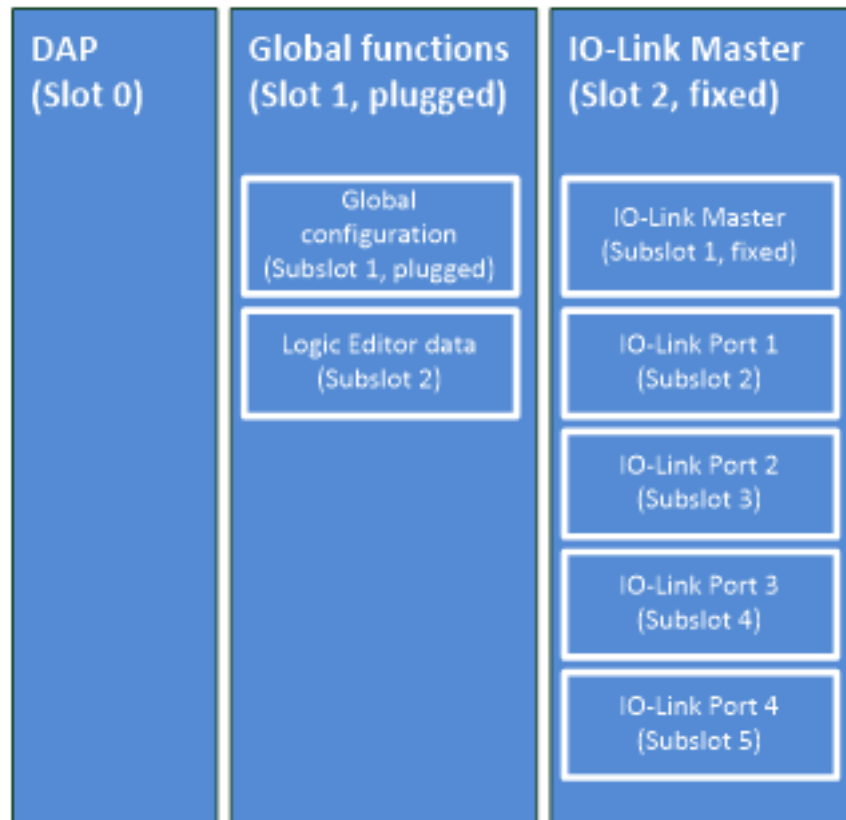 DAP
(Slot 0)
Global functions
(Slot 1, plugged)
Global
configuration
(Subslot 1, plugged)
Logic Editor data
(Subslot 2)
IO-Link Master
(Slot 2, fixed)
IO-Link Master
(Subslot 1, fixed)
IO-Link Port 1
(Subslot 2)
IO-Link Port 2
(Subslot 3)
IO-Link Port 3
(Subslot 4)
IO-Link Port 4
(Subslot 5)